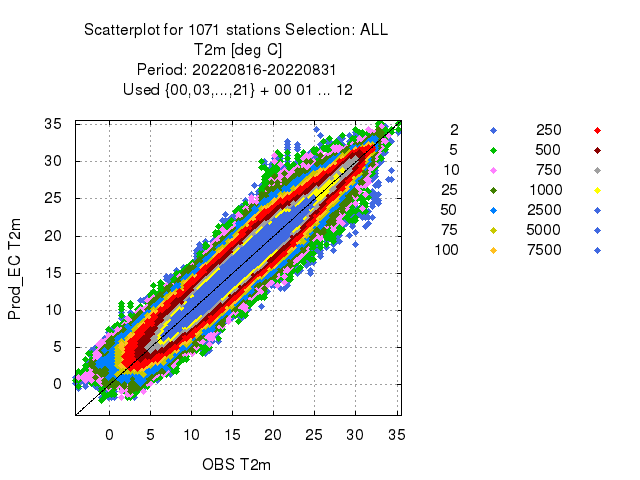 Scatterplot for 1071 stations Selection: ALL
T2m [deg C]
Period: 20220816-20220831
Used {00,03,...,21} + 00 01 ... 12
35
30
25
20
15
10
5
0
Prod_EC T2m
0 5 10 15 20 25 30 35
OBS T2m
2 250
5 500
10 750
25 1000
50 2500
75 5000
100 7500